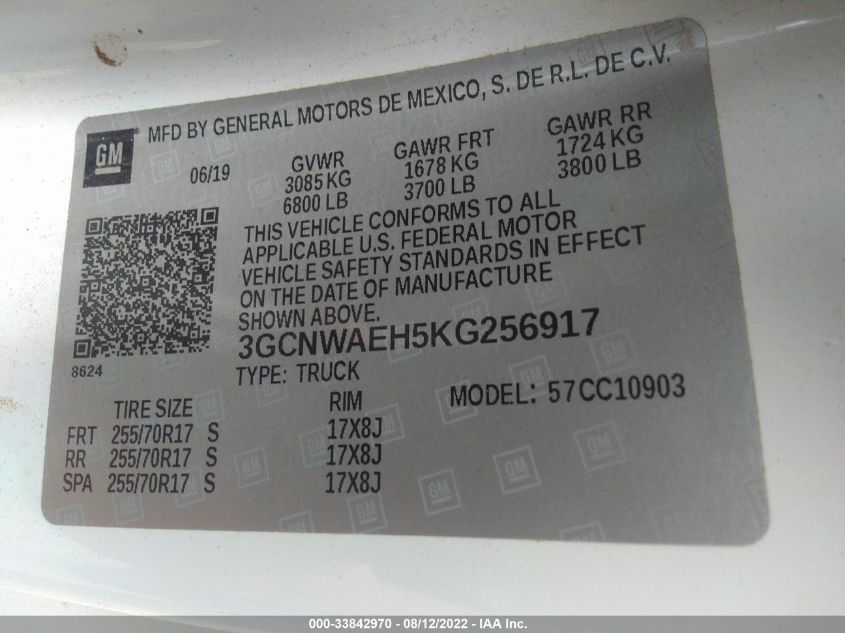 MFD BY GENERAL MOTORS DE MEXICO, S. DE R.L. DE C.V.
GM
06/19 GVWR GAWR FRT GAWR RR
3085 KG 1678 KG 1724 KG
6800 LB 3700 LB 3800 LB
THIS VEHICLE CONFORMS TO ALL
APPLICABLE U.S. FEDERAL MOTOR
VEHICLE SAFETY STANDARDS IN EFFECT
ON THE DATE OF MANUFACTURE
SHOWN ABOVE.
3GCNWAEH5KG256917
8624
TYPE: TRUCK
MODEL: 57CC10903
TIRE SIZE RIM
FRT 255/70R17 S 17X8J
RR 255/70R17 S 17X8J
SPA 255/70R17 S 17X8J
000-33842970 - 08/12/2022 - IAA Inc.